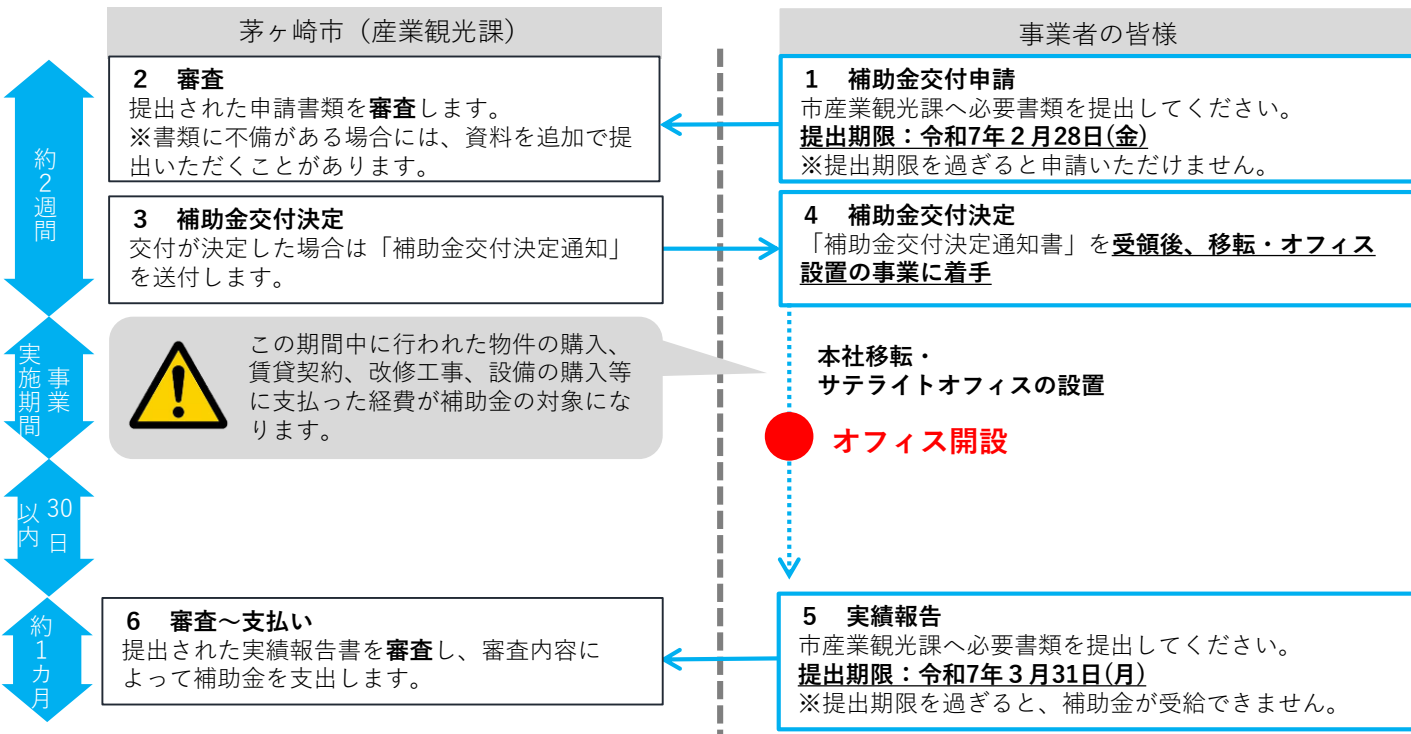 茅ヶ崎市（産業観光課）
事業者の皆様
約2週間
2　審査
提出された申請書類を審査します。
※書類に不備がある場合には、資料を追加で提
出いただくことがあります。
1　補助金交付申請
市産業観光課へ必要書類を提出してください。
提出期限：令和7年２月28日(金)
※提出期限を過ぎると申請いただけません。
3　補助金交付決定
交付が決定した場合は「補助金交付決定通知」
を送付します。
4　補助金交付決定
「補助金交付決定通知書」を受領後、移転・オフィス
設置の事業に着手
事業
実施期間
この期間中に行われた物件の購入、
賃貸契約、改修工事、設備の購入等
に支払った経費が補助金の対象にな
ります。
本社移転・
サテライトオフィスの設置
オフィス開設
30日
以内
約1カ月
6　審査～支払い
提出された実績報告書を審査し、審査内容に
よって補助金を支出します。
5　実績報告
市産業観光課へ必要書類を提出してください。
提出期限：令和7年３月31日(月)
※提出期限を過ぎると、補助金が受給できません。